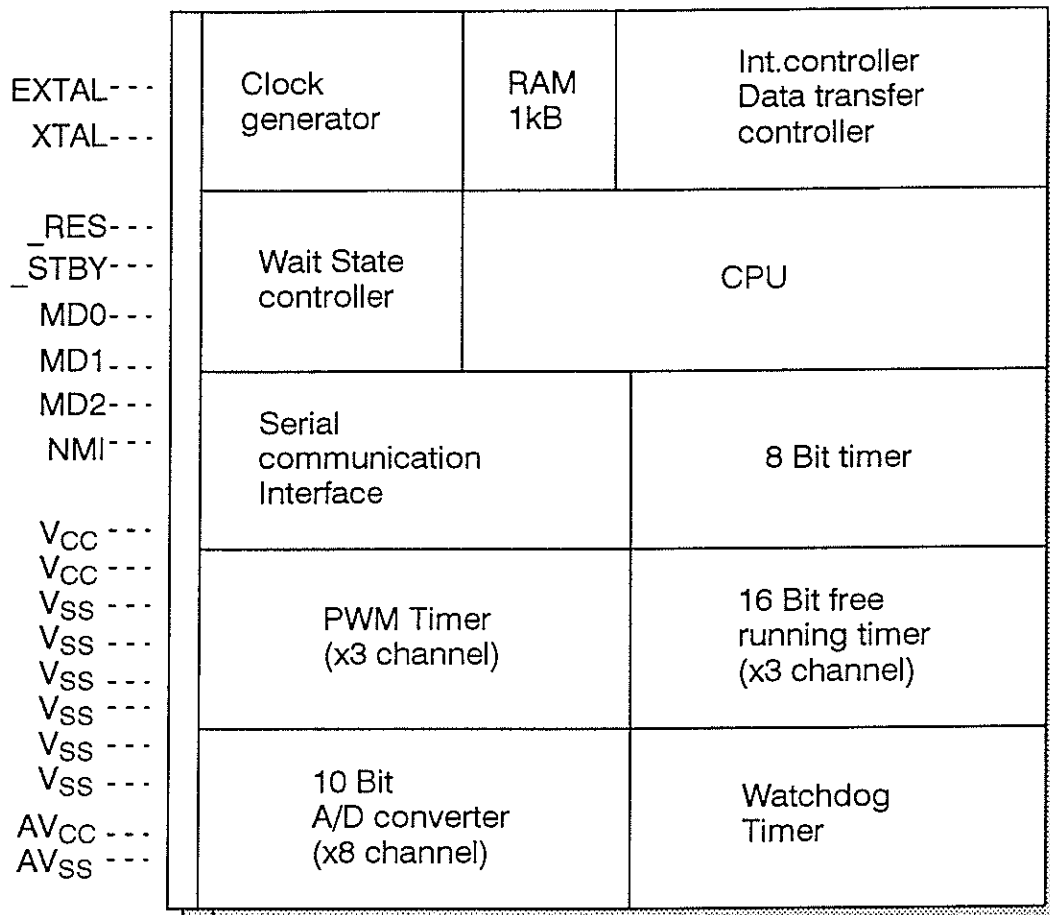 EXTAL---
XTAL---
_RES---
_STBY---
MD0---
MD1---
MD2---
NMI---
VCC ---
VCC ---
VSS ---
VSS ---
VSS ---
VSS ---
VSS ---
VSS ---
AVCC ---
AVSS ---
Clock
generator
RAM
1kB
Int.controller
Data transfer
controller
Wait State
controller
CPU
Serial
communication
Interface
8 Bit timer
PWM Timer
(x3 channel)
16 Bit free
running timer
(x3 channel)
10 Bit
A/D converter
(x8 channel)
Watchdog
Timer